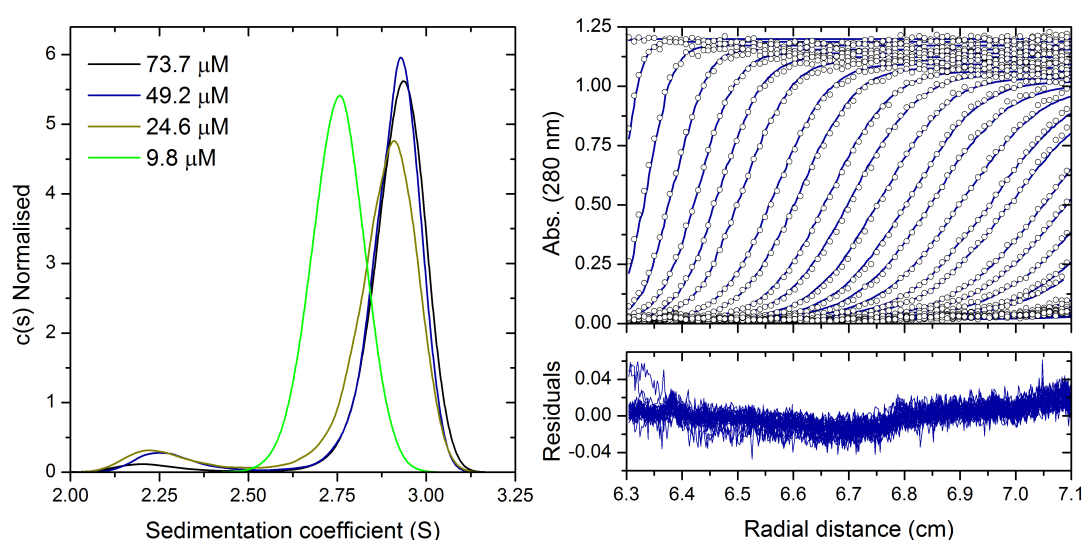 6
5
4
3
2
1
0
c(s) Normalised
73.7 μM
49.2 μM
24.6 μM
9.8 μM
2.00 2.25 2.50 2.75 3.00 3.25
Sedimentation coefficient (S)
1.25
1.00
0.75
0.50
0.25
0.00
Abs. (280 nm)
0.04
0.00
-0.04
Residuals
6.3 6.4 6.5 6.6 6.7 6.8 6.9 7.0 7.1
Radial distance (cm)